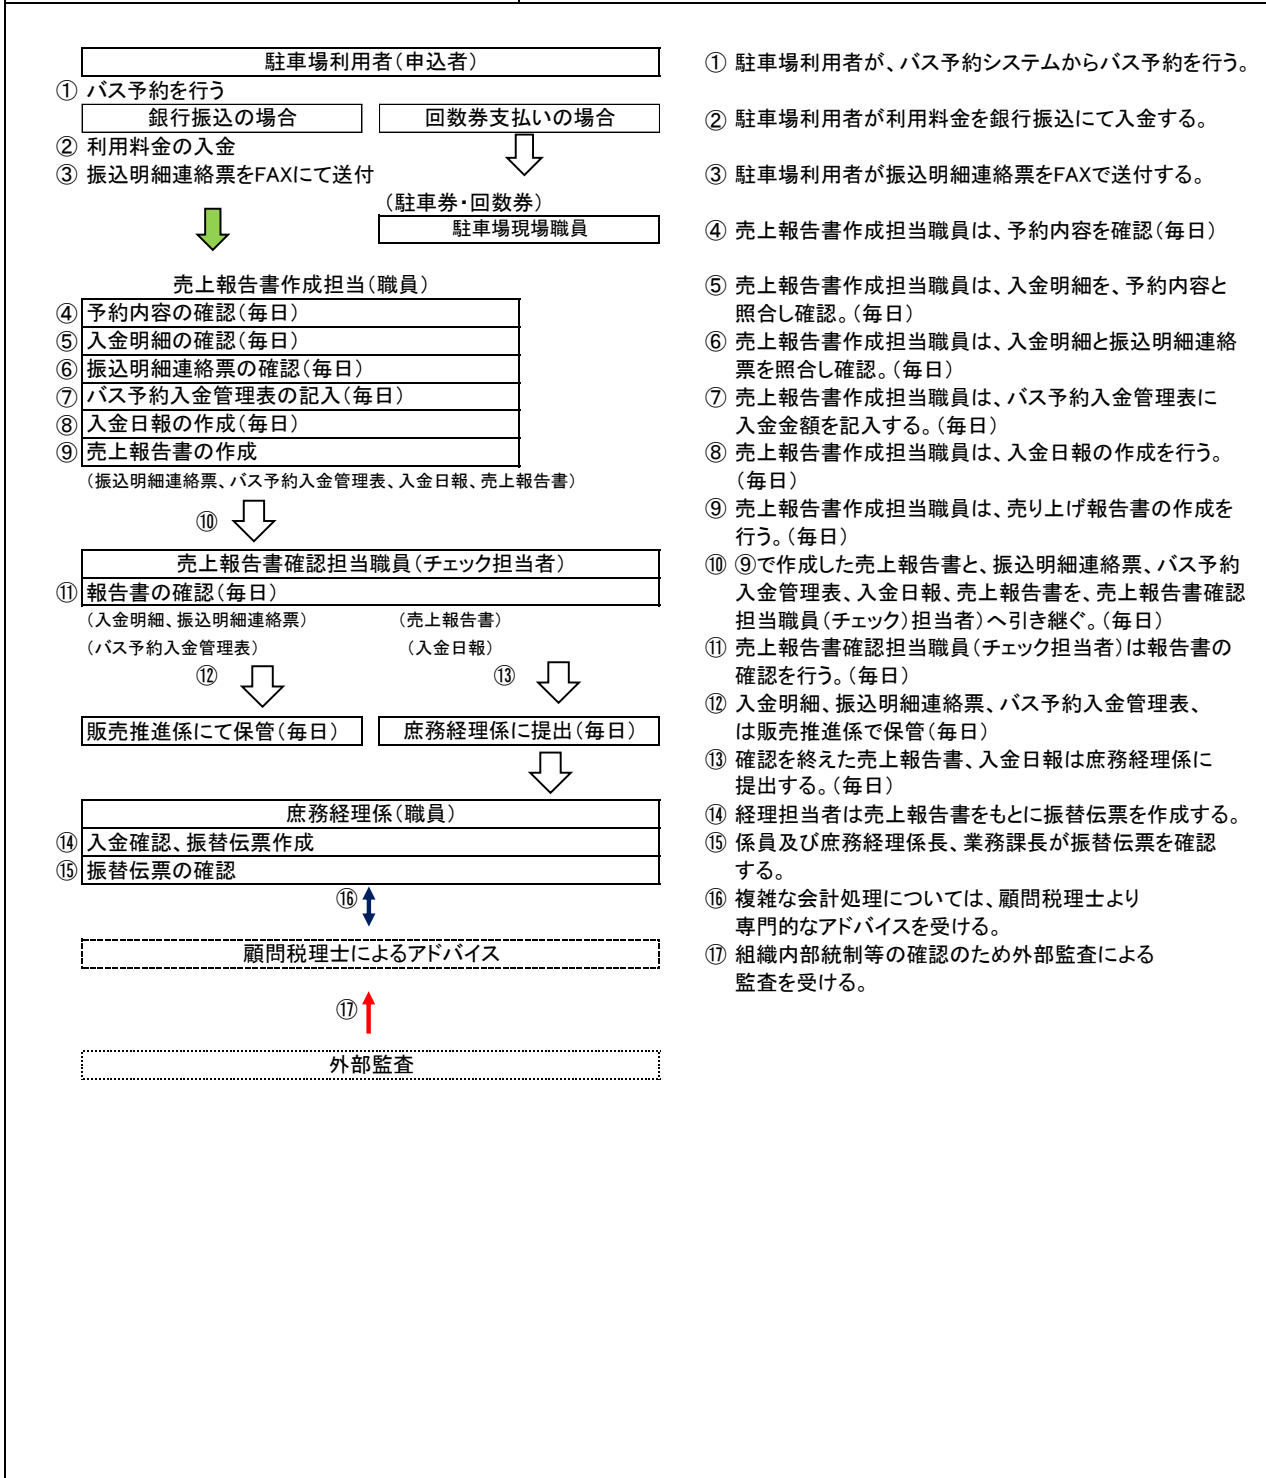 駐車場利用者（申込者）
① バス予約を行う
銀行振込の場合
回数券支払いの場合
② 利用料金の入金
③ 振込明細連絡票をFAXにて送付
（駐車券・回数券）
駐車場現場職員
売上報告書作成担当（職員）
④ 予約内容の確認（毎日）
⑤ 入金明細の確認（毎日）
⑥ 振込明細連絡票の確認（毎日）
⑦ バス予約入金管理表の記入（毎日）
⑧ 入金日報の作成（毎日）
⑨ 売上報告書の作成
（振込明細連絡票、バス予約入金管理表、入金日報、売上報告書）
⑩
売上報告書確認担当職員（チェック担当者）
⑪ 報告書の確認（毎日）
（入金明細、振込明細連絡票）
（売上報告書）
（バス予約入金管理表）
（入金日報）
⑫
⑬
販売推進係にて保管（毎日）
庶務経理係に提出（毎日）
庶務経理係（職員）
⑭ 入金確認、振替伝票作成
⑮ 振替伝票の確認
⑯
顧問税理士によるアドバイス
⑰
外部監査
① 駐車場利用者が、バス予約システムからバス予約を行う。
② 駐車場利用者が利用料金を銀行振込にて入金する。
③ 駐車場利用者が振込明細連絡票をFAXで送付する。
④ 売上報告書作成担当職員は、予約内容を確認（毎日）
⑤ 売上報告書作成担当職員は、入金明細を、予約内容と
照合し確認。（毎日）
⑥ 売上報告書作成担当職員は、入金明細と振込明細連絡
票を照合し確認。（毎日）
⑦ 売上報告書作成担当職員は、バス予約入金管理表に
入金金額を記入する。（毎日）
⑧ 売上報告書作成担当職員は、入金日報の作成を行う。
（毎日）
⑨ 売上報告書作成担当職員は、売り上げ報告書の作成を
行う。（毎日）
⑩ ⑨で作成した売上報告書と、振込明細連絡票、バス予約
入金管理表、入金日報、売上報告書を、売上報告書確認
担当職員（チェック）担当者）へ引き継ぐ。（毎日）
⑪ 売上報告書確認担当職員（チェック担当者）は報告書の
確認を行う。（毎日）
⑫ 入金明細、振込明細連絡票、バス予約入金管理表、
は販売推進係で保管（毎日）
⑬ 確認を終えた売上報告書、入金日報は庶務経理係に
提出する。（毎日）
⑭ 経理担当者は売上報告書をもとに振替伝票を作成する。
⑮ 係員及び庶務経理係長、業務課長が振替伝票を確認
する。
⑯ 複雑な会計処理については、顧問税理士より
専門的なアドバイスを受ける。
⑰ 組織内部統制等の確認のため外部監査による
監査を受ける。